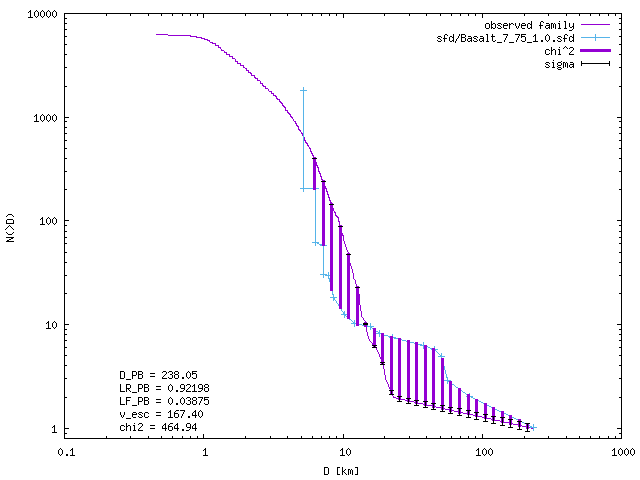 10000
1000
100
10
1
N(>D)
observed family
sfd/Basalt_7_75_1.0.sfd
chi^2
sigma
D_PB = 238.05
LR_PB = 0.92198
LF_PB = 0.03875
v_esc = 167.40
chi2 = 464.94
0.1 1 10 100 1000
D [km]